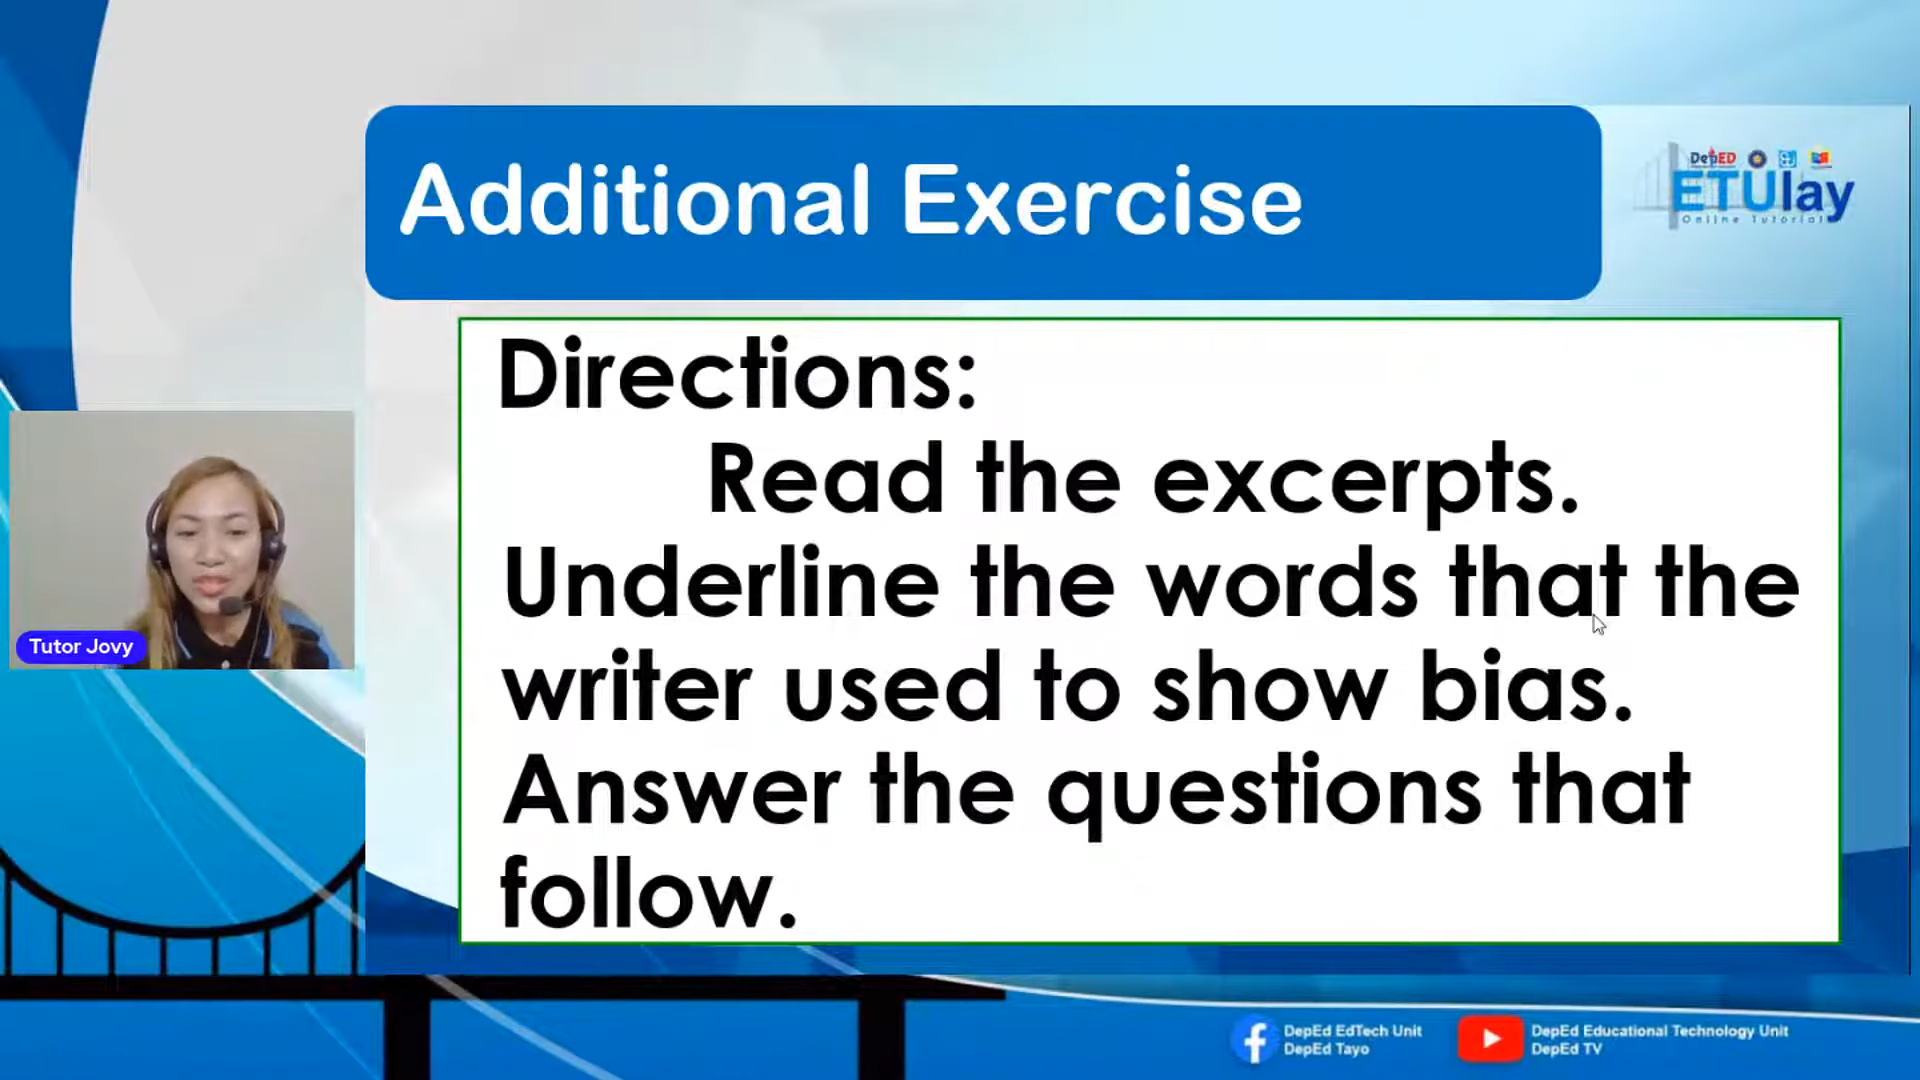 Additional Exercise
DepED
ETUlay
Online Tutorial
Directions:
Read the excerpts.
Underline the words that the
writer used to show bias.
Answer the questions that
follow.
Tutor Jovy
DepEd EdTech Unit
DepEd Tayo
DepEd Educational Technology Unit
DepEd TV